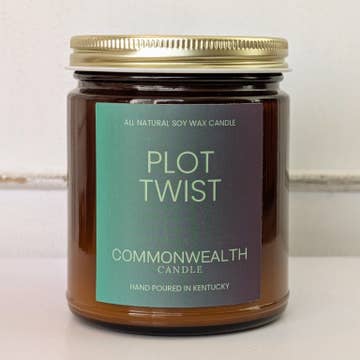 ALL NATURAL SOY WAX CANDLE
PLOT
TWIST
COMMONWEALTH
CANDLE
HAND POURED IN KENTUCKY